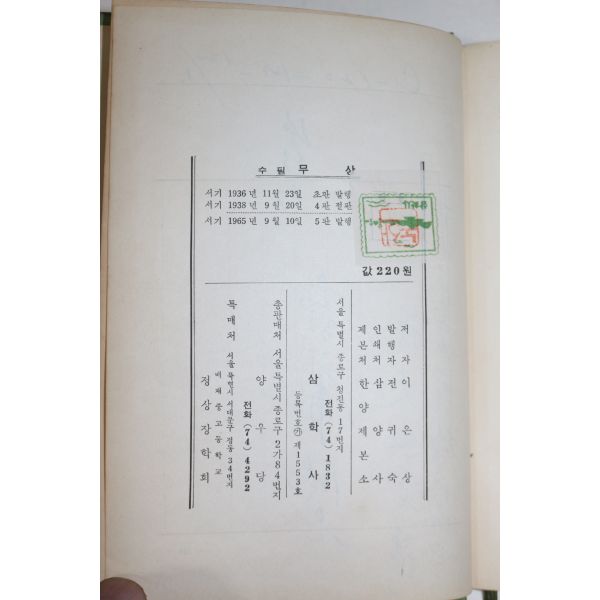 수필 무 상
서기 1936년 11월 23일 초판 발행
서기 1938년 9월 20일 4판 절판
서기 1965년 9월 10일 5판 발행
값 220원
저 자 이 은 상
발 행 자 전 귀 숙
인 쇄 처 삼 양 사
제 본 처 한 양 제 본 소
서울 특별시 종로구 청진동 17번지
전화 (74) 1832
삼 학 사
등록번호 ㉮ 제1553호
총판매처 서울특별시 종로구 2가84번지
양 우 당
전화 (74) 4292
특매처 서울 특별시 서대문구 정동 34번지
배재 중고등학교
정 상 장 학 회